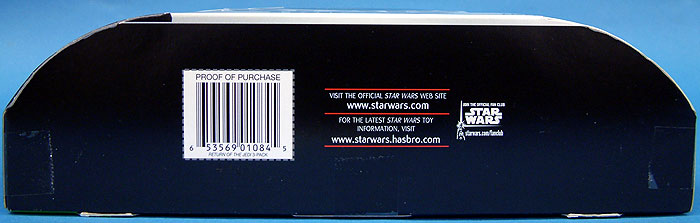 PROOF OF PURCHASE
6 53569 01084 5
RETURN OF THE JEDI 3-PACK
VISIT THE OFFICIAL STAR WARS WEB SITE
www.starwars.com
FOR THE LATEST STAR WARS TOY
INFORMATION, VISIT
www.starwars.hasbro.com
JOIN THE OFFICIAL FAN CLUB
STAR
WARS
starwars.com/fanclub